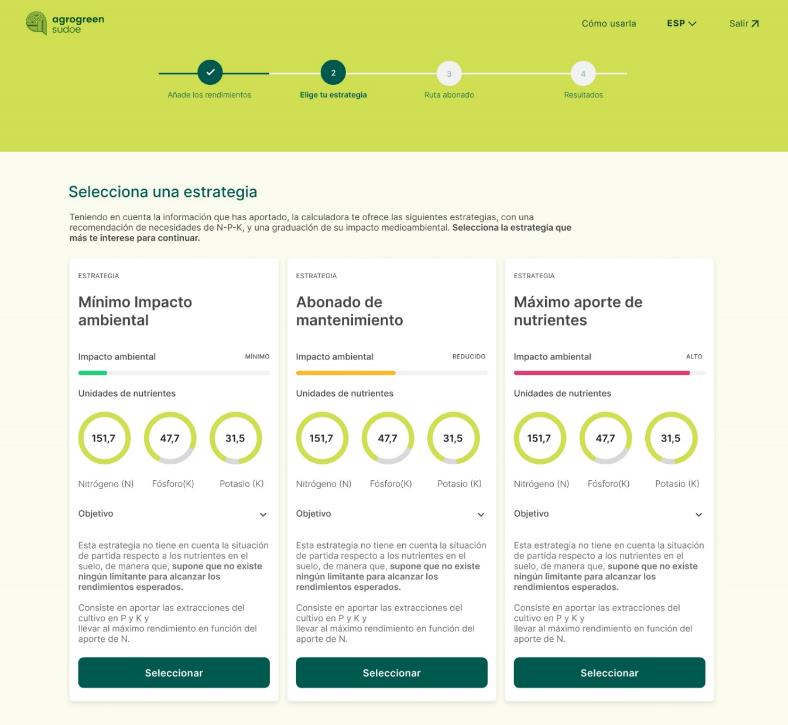 agrogreen
sudoe
Cómo usarla
ESP
Salir
2
3
4
Añade los rendimientos
Elige tu estrategia
Ruta abonado
Resultados
Selecciona una estrategia
Teniendo en cuenta la información que has aportado, la calculadora te ofrece las siguientes estrategias, con una
recomendación de necesidades de N-P-K, y una graduación de su impacto medioambiental. Selecciona la estrategia que
más te interese para continuar.
ESTRATEGIA
Mínimo Impacto
ambiental
Impacto ambiental
MÍNIMO
Unidades de nutrientes
151,7
47,7
31,5
Nitrógeno (N)
Fósforo(K)
Potasio (K)
Objetivo
Esta estrategia no tiene en cuenta la situación
de partida respecto a los nutrientes en el
suelo, de manera que, supone que no existe
ningún limitante para alcanzar los
rendimientos esperados.
Consiste en aportar las extracciones del
cultivo en P y K y
llevar al máximo rendimiento en función del
aporte de N.
Seleccionar
ESTRATEGIA
Abonado de
mantenimiento
Impacto ambiental
REDUCIDO
Unidades de nutrientes
151,7
47,7
31,5
Nitrógeno (N)
Fósforo(K)
Potasio (K)
Objetivo
Esta estrategia no tiene en cuenta la situación
de partida respecto a los nutrientes en el
suelo, de manera que, supone que no existe
ningún limitante para alcanzar los
rendimientos esperados.
Consiste en aportar las extracciones del
cultivo en P y K y
llevar al máximo rendimiento en función del
aporte de N.
Seleccionar
ESTRATEGIA
Máximo aporte de
nutrientes
Impacto ambiental
ALTO
Unidades de nutrientes
151,7
47,7
31,5
Nitrógeno (N)
Fósforo(K)
Potasio (K)
Objetivo
Esta estrategia no tiene en cuenta la situación
de partida respecto a los nutrientes en el
suelo, de manera que, supone que no existe
ningún limitante para alcanzar los
rendimientos esperados.
Consiste en aportar las extracciones del
cultivo en P y K y
llevar al máximo rendimiento en función del
aporte de N.
Seleccionar